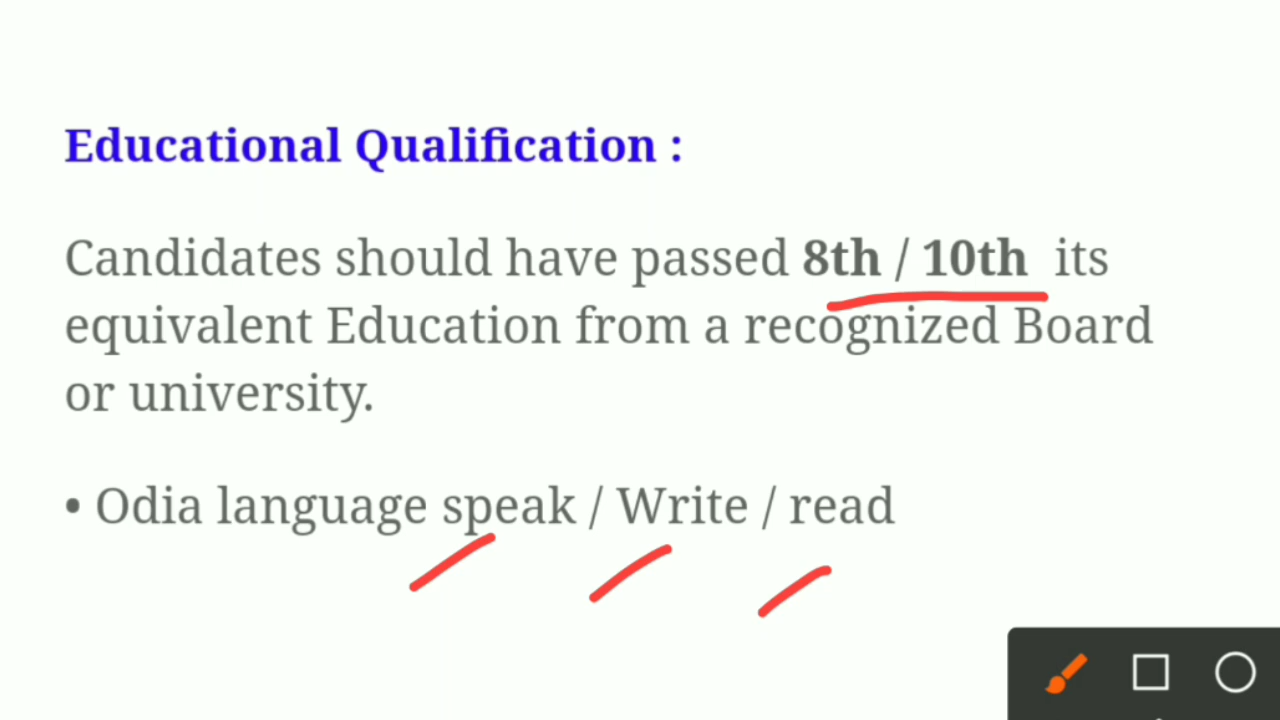 Educational Qualification :
Candidates should have passed 8th / 10th its
equivalent Education from a recognized Board
or university.
• Odia language speak / Write / read